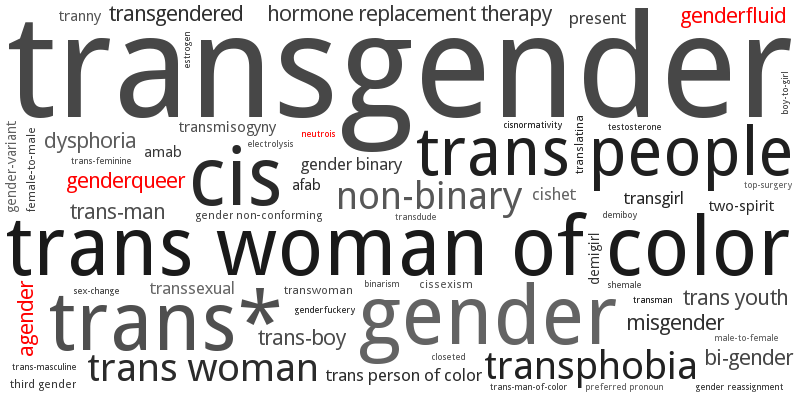 tranny
transgendered
hormone replacement therapy
present
genderfluid
transgender
estrogen
boy-to-girl
gender-variant
female-to-male
dysphoria
transmisogyny
neutrois
cisnormativity
translatina
testosterone
trans people
trans-feminine
amab
electrolysis
cis
gender binary
genderqueer
afab
non-binary
cishet
top-surgery
transgirl
two-spirit
trans-man
gender non-conforming
transdude
demiboy
trans woman of color
demigirl
agender
sex-change
transsexual
transwoman
binarism
cissexism
shemale
trans*
genderfuckery
gender
transman
trans youth
misgender
trans-boy
male-to-female
closeted
bi-gender
trans-masculine
trans woman
trans person of color
transphobia
third gender
trans-man-of-color
preferred pronoun
gender reassignment